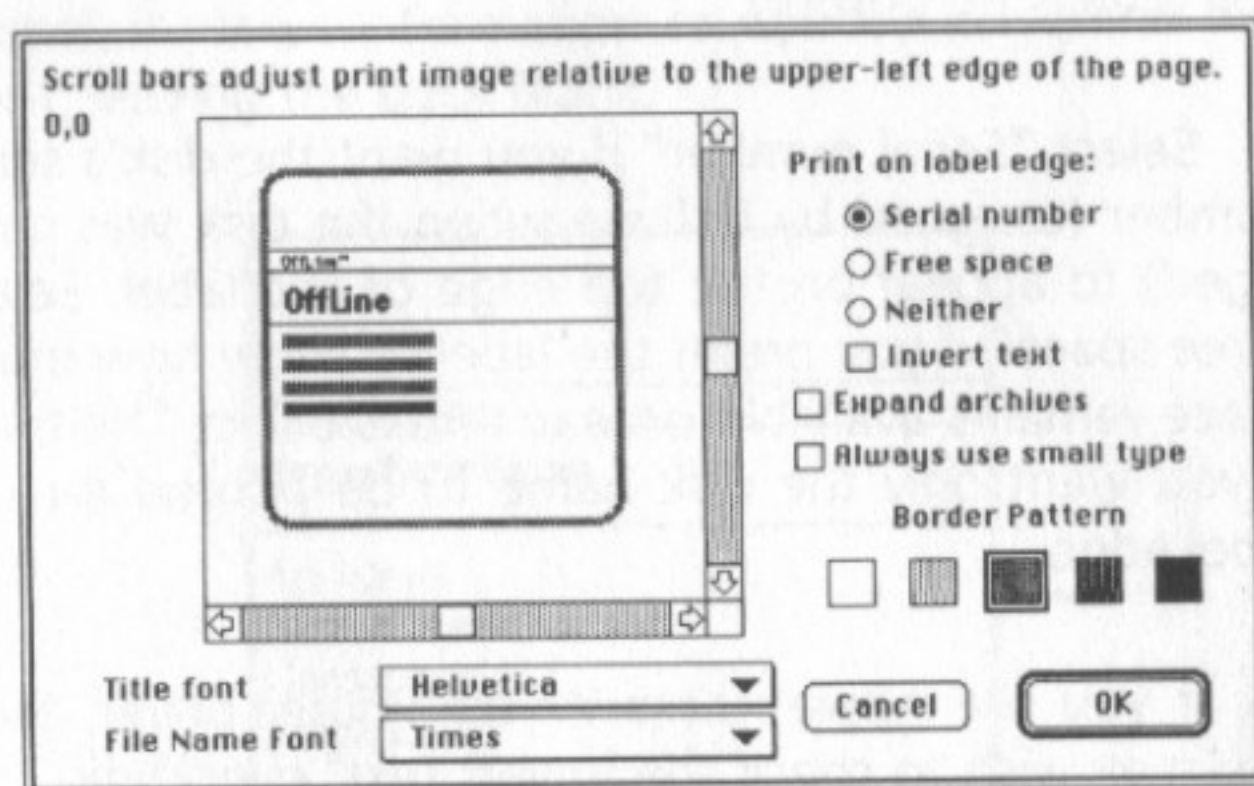 Scroll bars adjust print image relative to the upper-left edge of the page.
0,0
OffLine™
OffLine
Print on label edge:
Serial number
Free space
Neither
Invert text
Expand archives
Always use small type
Border Pattern
Title font
Helvetica
File Name Font
Times
Cancel
OK